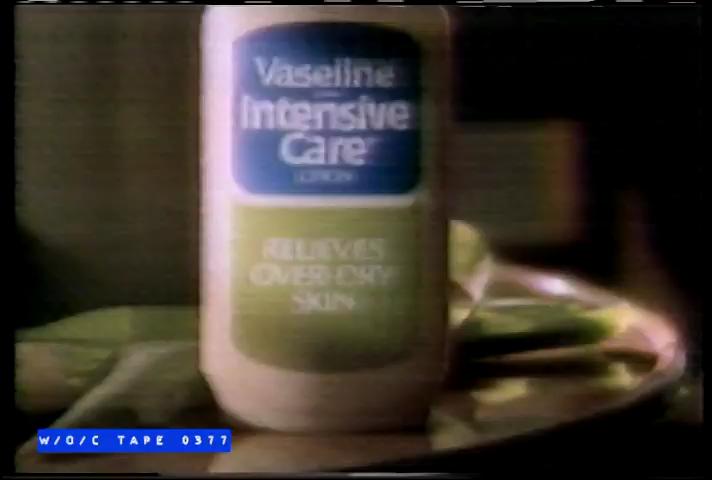 Vaseline
Intensive
Care
LOTION
RELIEVES
OVER-DRY
SKIN
W/O/C TAPE 0377